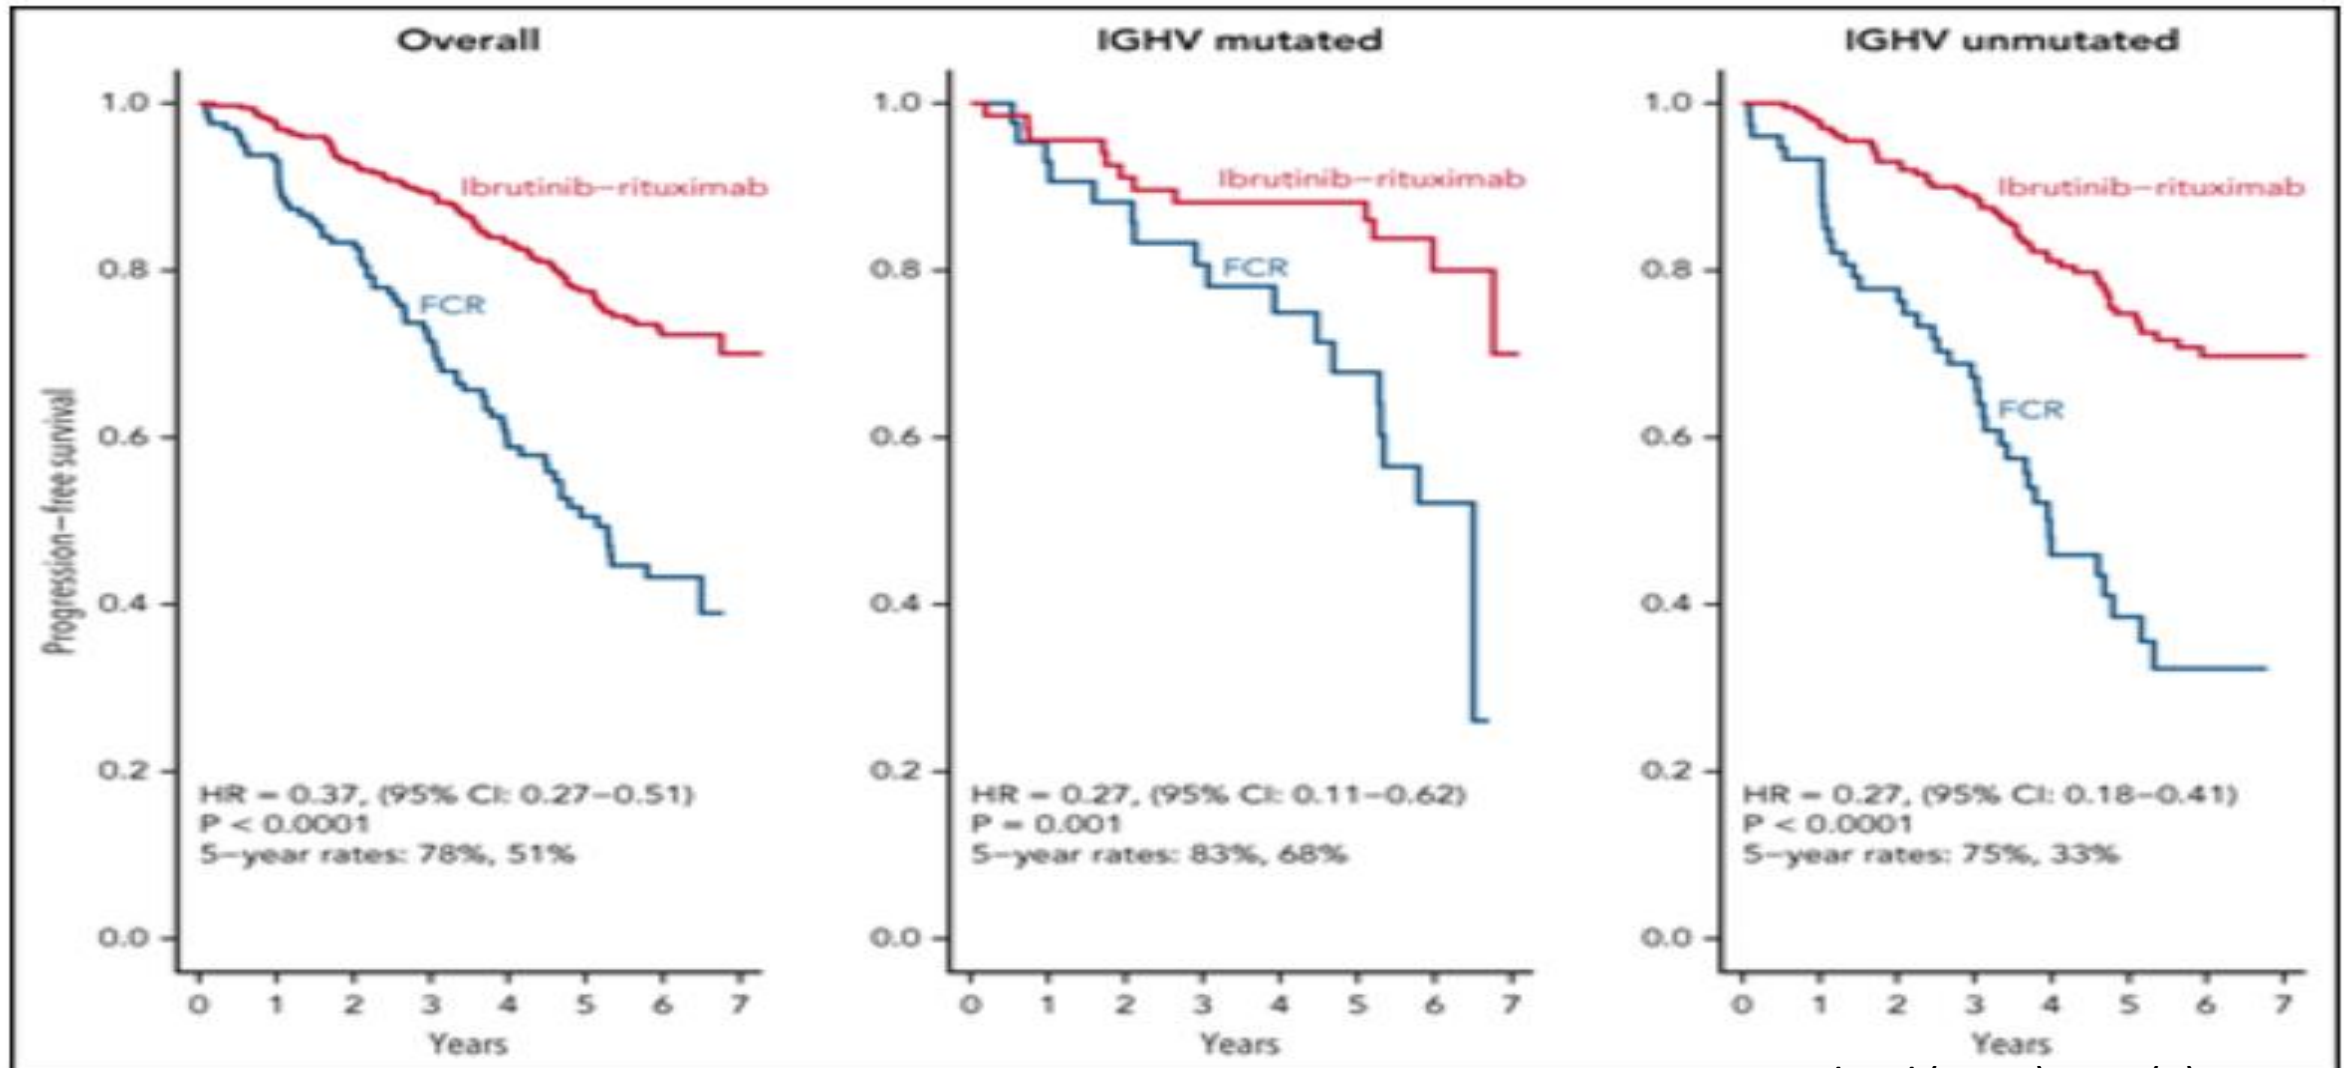 Overall
1.0
0.8
0.6
0.4
0.2
0.0
Progression-free survival
Ibrutinib-rituximab
FCR
HR = 0.37, (95% CI: 0.27-0.51)
P < 0.0001
5-year rates: 78%, 51%
0 1 2 3 4 5 6 7
Years
IGHV mutated
1.0
0.8
0.6
0.4
0.2
0.0
Ibrutinib-rituximab
FCR
HR = 0.27, (95% CI: 0.11-0.62)
P = 0.001
5-year rates: 83%, 68%
0 1 2 3 4 5 6 7
Years
IGHV unmutated
1.0
0.8
0.6
0.4
0.2
0.0
Ibrutinib-rituximab
FCR
HR = 0.27, (95% CI: 0.18-0.41)
P < 0.0001
5-year rates: 75%, 33%
0 1 2 3 4 5 6 7
Years